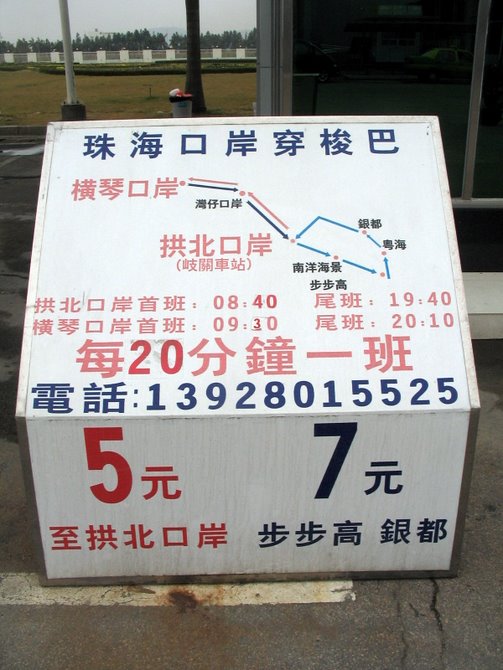 珠海口岸穿梭巴
橫琴口岸
灣仔口岸
銀都
拱北口岸
粵海
(岐關車站)
南洋海景
步步高
拱北口岸首班：08:40 尾班：19:40
橫琴口岸首班：09:30 尾班：20:10
每20分鐘一班
電話:13928015525
5元 7元
至拱北口岸 步步高 銀都